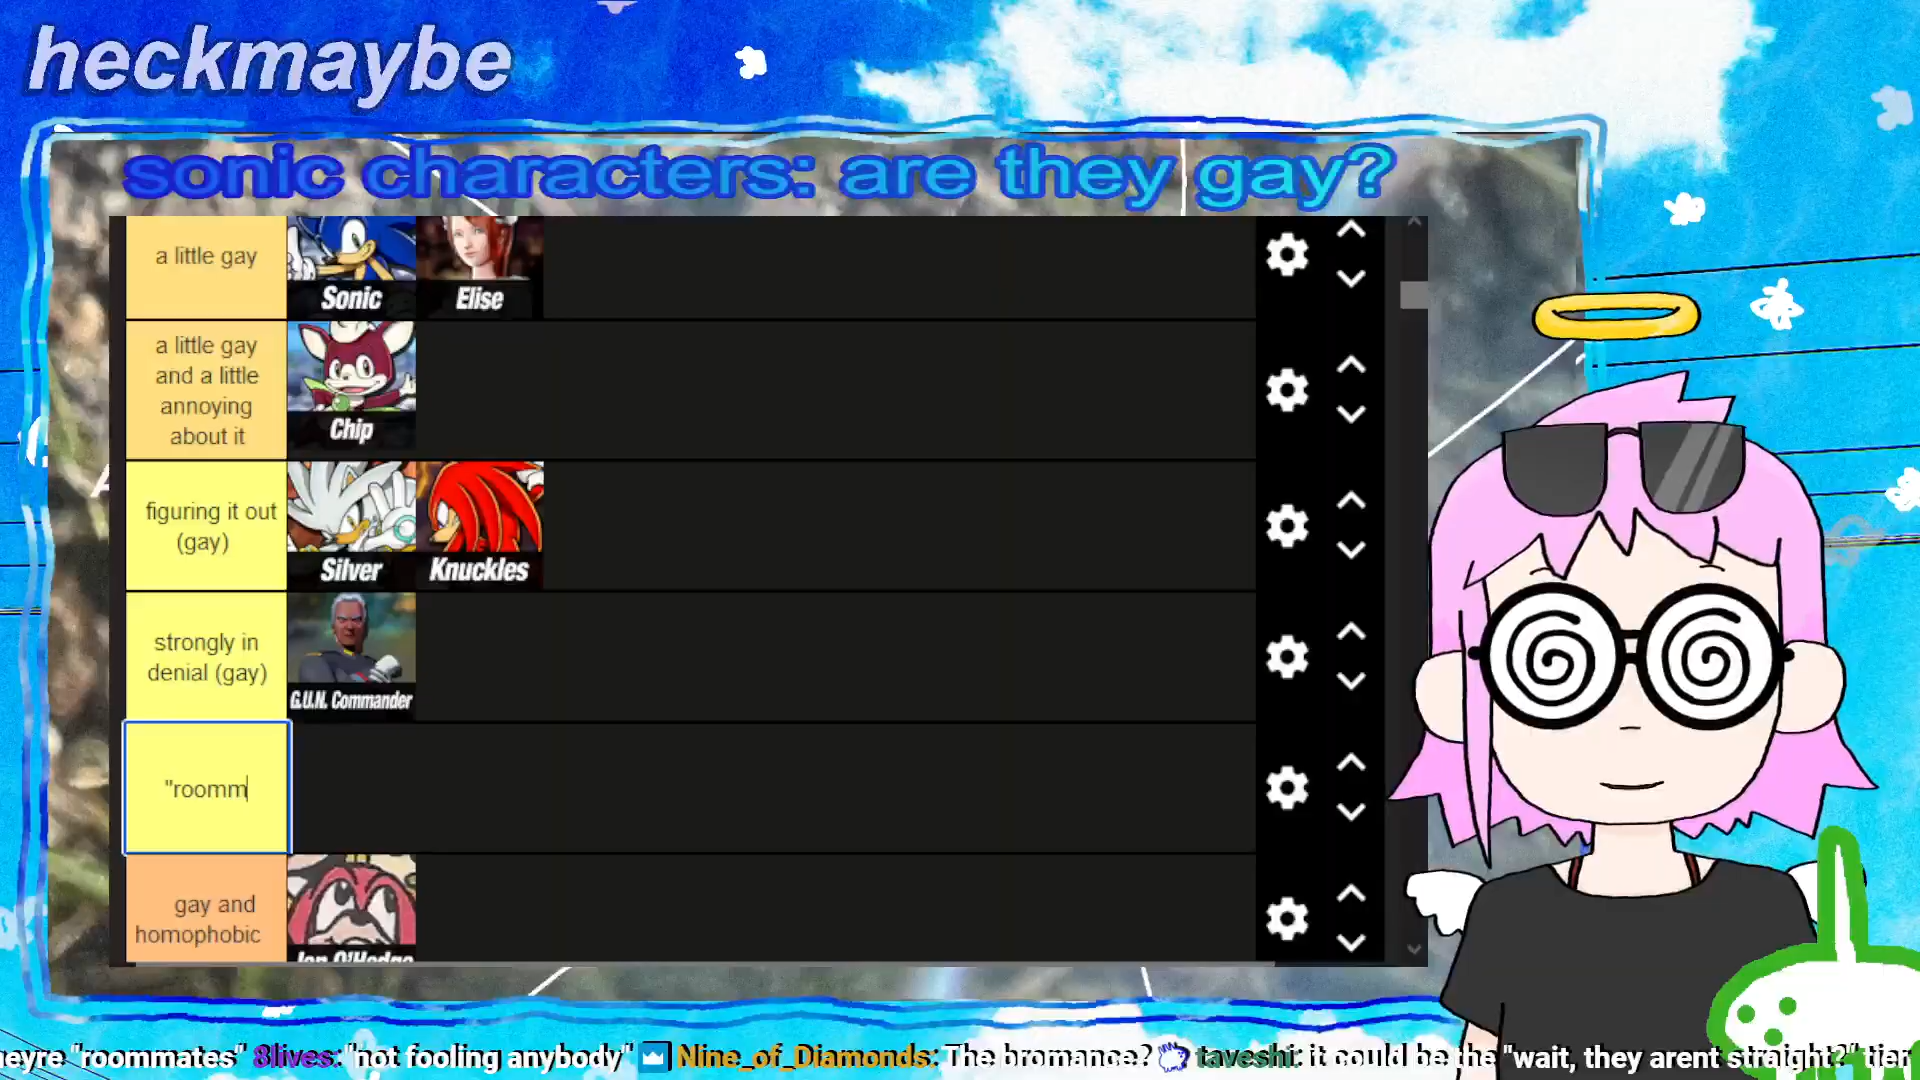 heckmaybe
sonic characters: are they gay?
a little gay
Sonic
Elise
a little gay
and a little
annoying
about it
Chip
figuring it out
(gay)
Silver
Knuckles
strongly in
denial (gay)
G.U.N. Commander
"roomm
gay and
homophobic
eyre "roommates" 8lives: "not fooling anybody" Nine_of_Diamonds: The bromance? taveshi: it could be the "wait, they arent straight?" tier